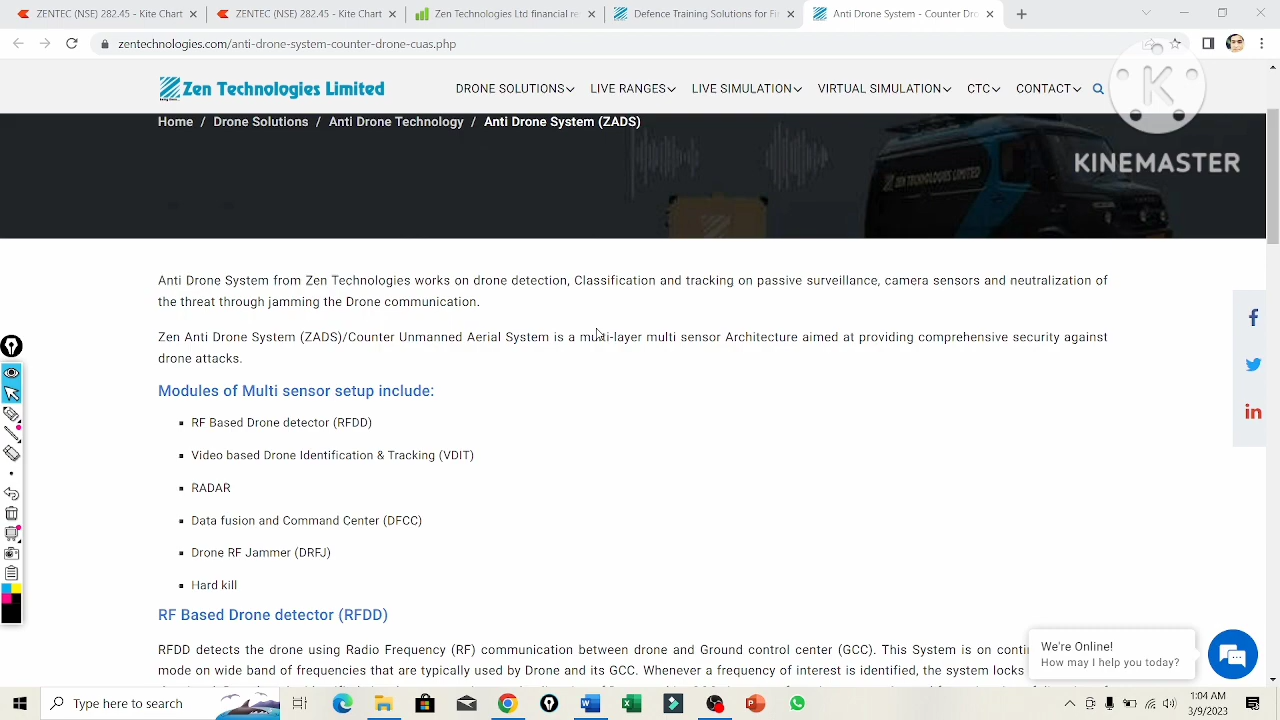 ZENTEC (NSE) 282.45 - Kite Chart
ZENTEC (NSE) 282.45 - Kite Chart
Zen Technologies Ltd financial re
Defence Training Solutions for Fi
Anti Drone System - Counter Dro
zentechnologies.com/anti-drone-system-counter-drone-cuas.php
Zen Technologies Limited
DRONE SOLUTIONS
LIVE RANGES
LIVE SIMULATION
VIRTUAL SIMULATION
CTC
CONTACT
K
KINEMASTER
Home / Drone Solutions / Anti Drone Technology / Anti Drone System (ZADS)
ZEN TECHNOLOGIES LIMITED
Anti Drone System from Zen Technologies works on drone detection, Classification and tracking on passive surveillance, camera sensors and neutralization of
the threat through jamming the Drone communication.
Zen Anti Drone System (ZADS)/Counter Unmanned Aerial System is a multi-layer multi sensor Architecture aimed at providing comprehensive security against
drone attacks.
Modules of Multi sensor setup include:
RF Based Drone detector (RFDD)
Video based Drone Identification & Tracking (VDIT)
RADAR
Data fusion and Command Center (DFCC)
Drone RF Jammer (DRFJ)
Hard kill
RF Based Drone detector (RFDD)
RFDD detects the drone using Radio Frequency (RF) communication between drone and Ground control center (GCC). This System is on conti
mode on wide band of frequencies that are typically used by Drone and its GCC. Whenever a frequency of interest is identified, the system locks
We're Online!
How may I help you today?
Type here to search
1:04 AM
3/9/2023